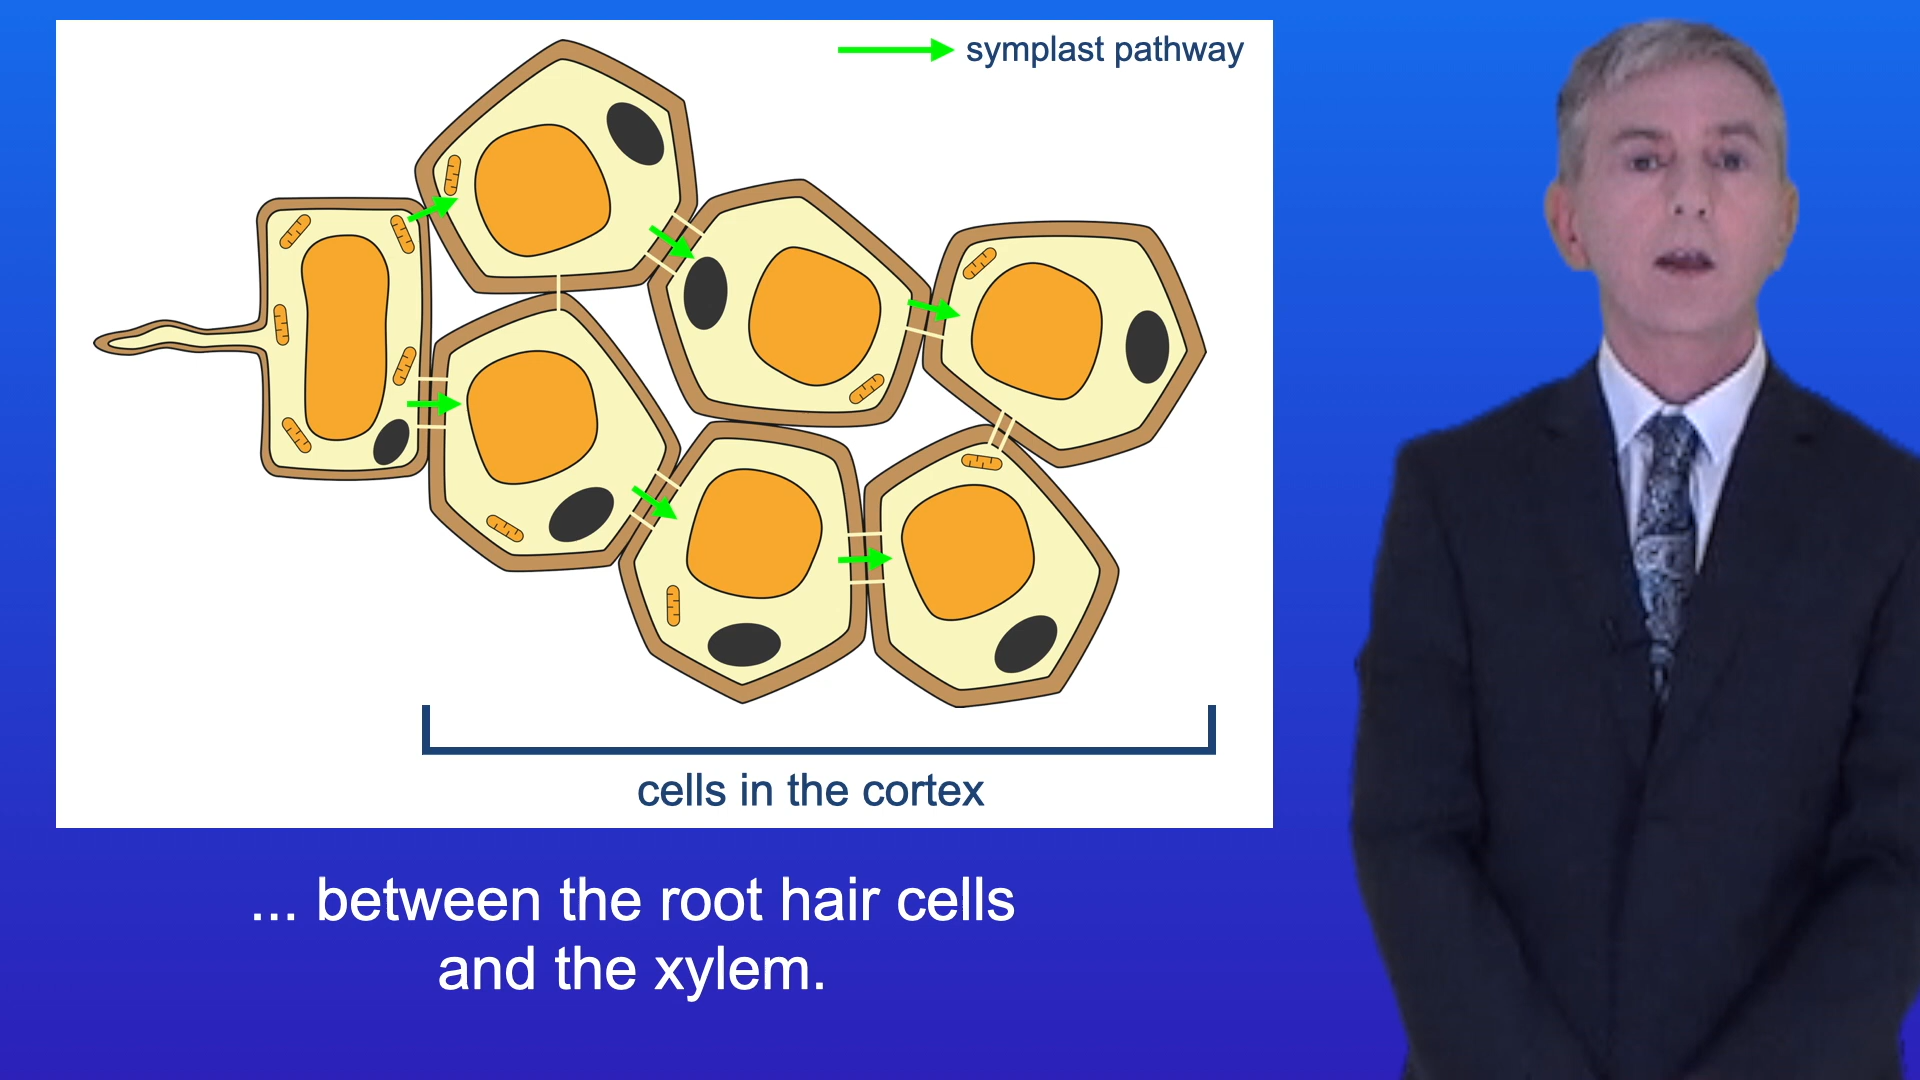 symplast pathway
cells in the cortex
... between the root hair cells
and the xylem.